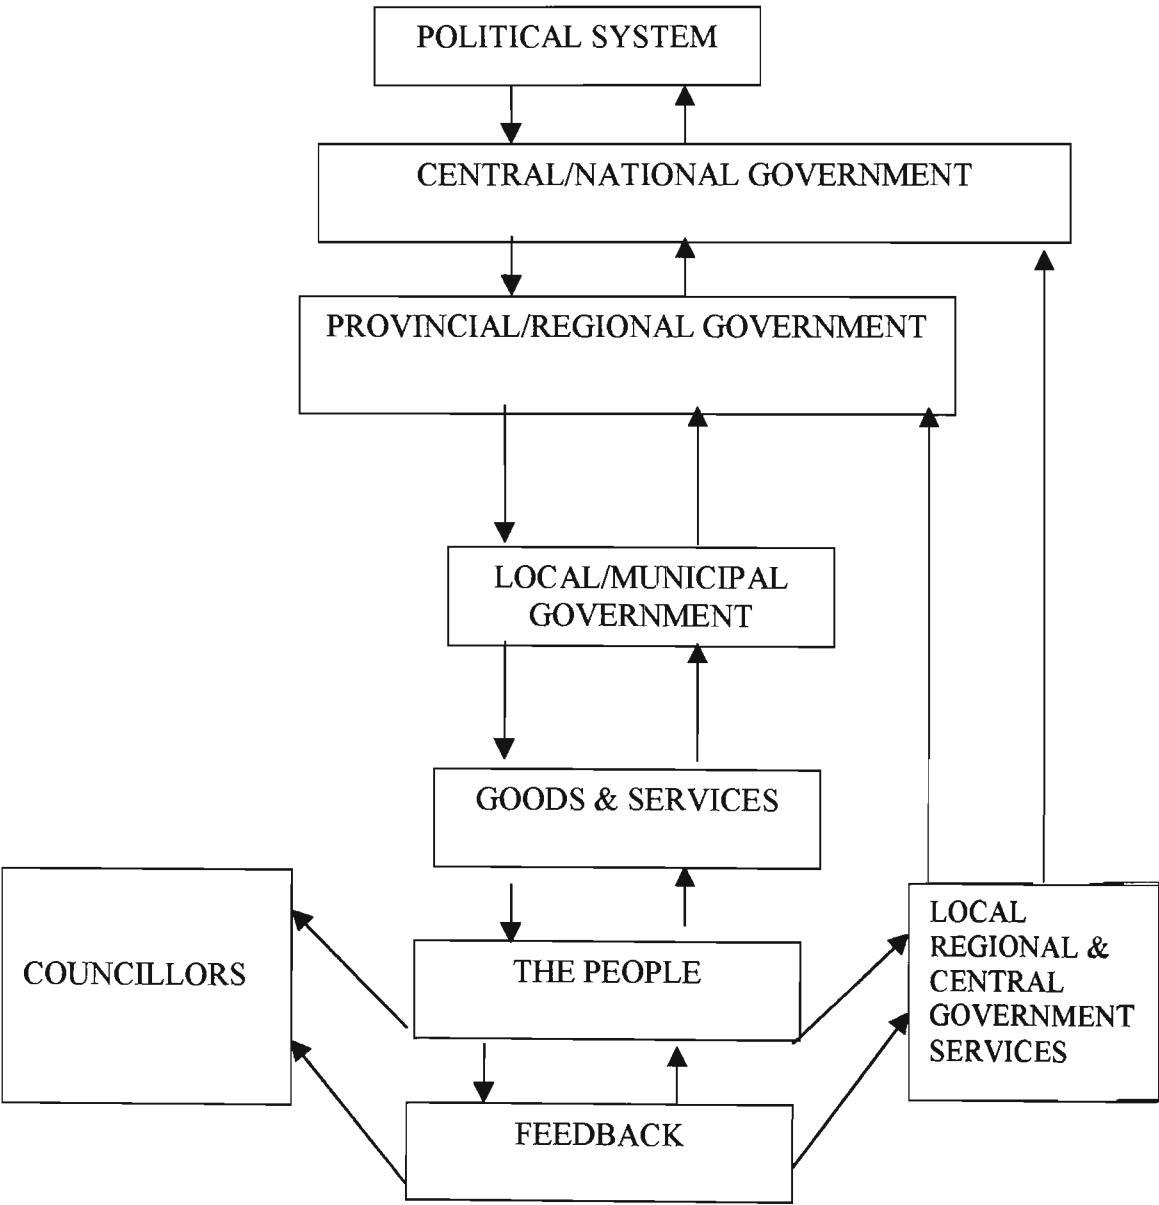 POLITICAL SYSTEM
CENTRAL/NATIONAL GOVERNMENT
PROVINCIAL/REGIONAL GOVERNMENT
LOCAL/MUNICIPAL
GOVERNMENT
GOODS & SERVICES
COUNCILLORS
THE PEOPLE
LOCAL
REGIONAL &
CENTRAL
GOVERNMENT
SERVICES
FEEDBACK